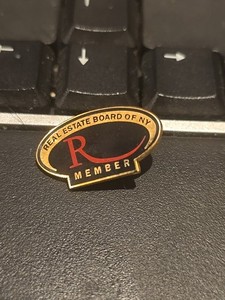 REAL ESTATE BOARD OF NY
R
MEMBER